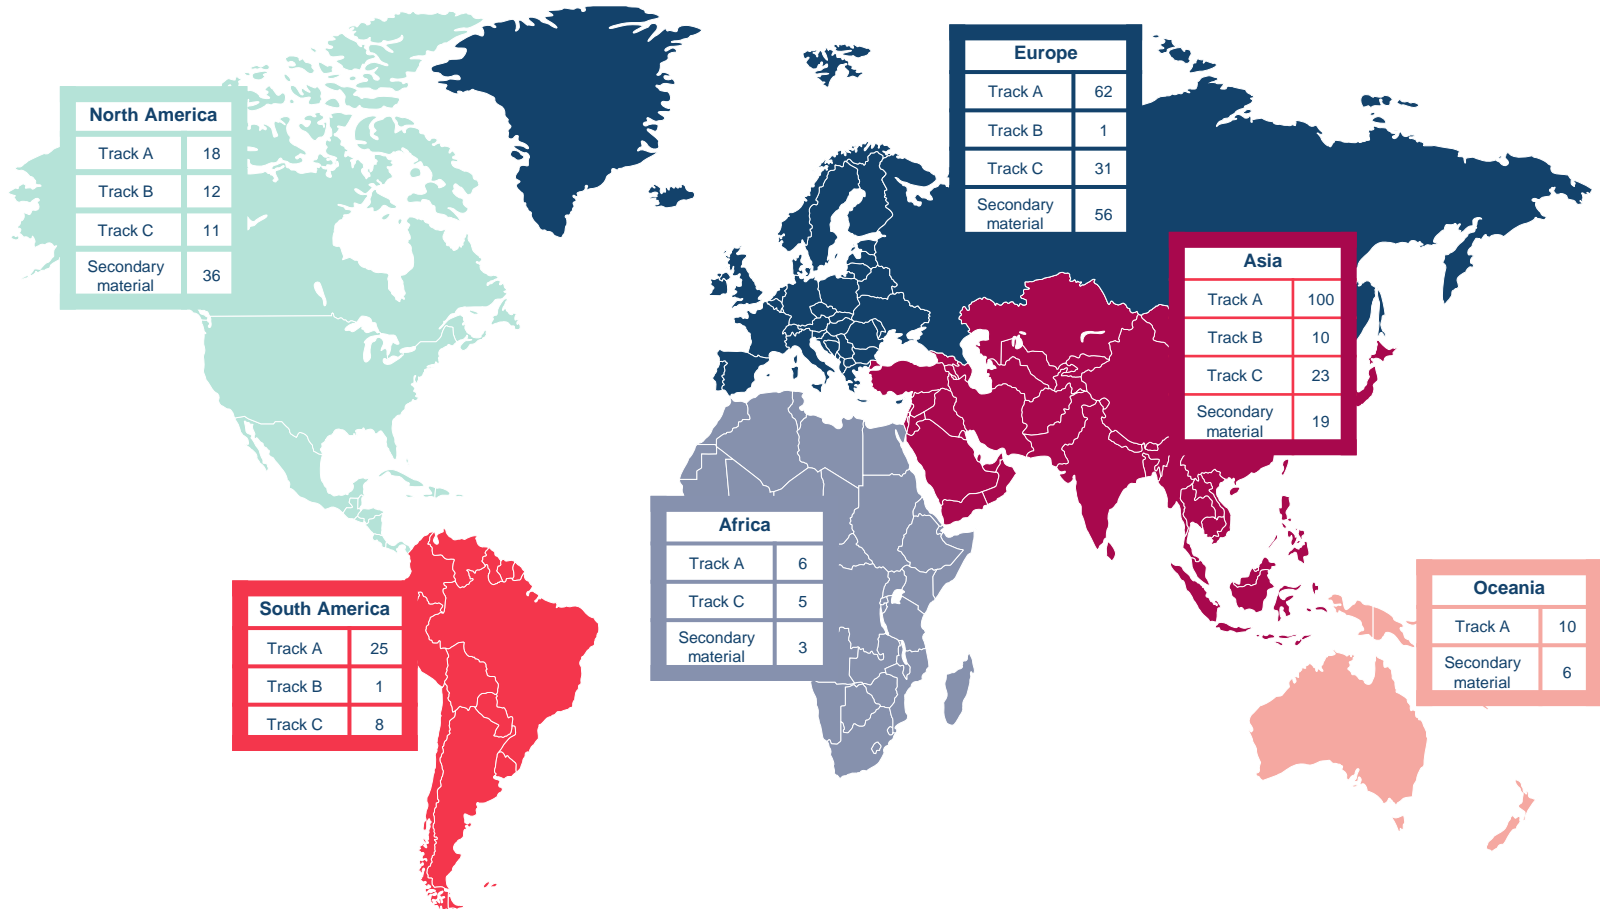 North America
Track A 18
Track B 12
Track C 11
Secondary
material 36
Europe
Track A 62
Track B 1
Track C 31
Secondary
material 56
Asia
Track A 100
Track B 10
Track C 23
Secondary
material 19
Africa
Track A 6
Track C 5
Secondary
material 3
South America
Track A 25
Track B 1
Track C 8
Oceania
Track A 10
Secondary
material 6